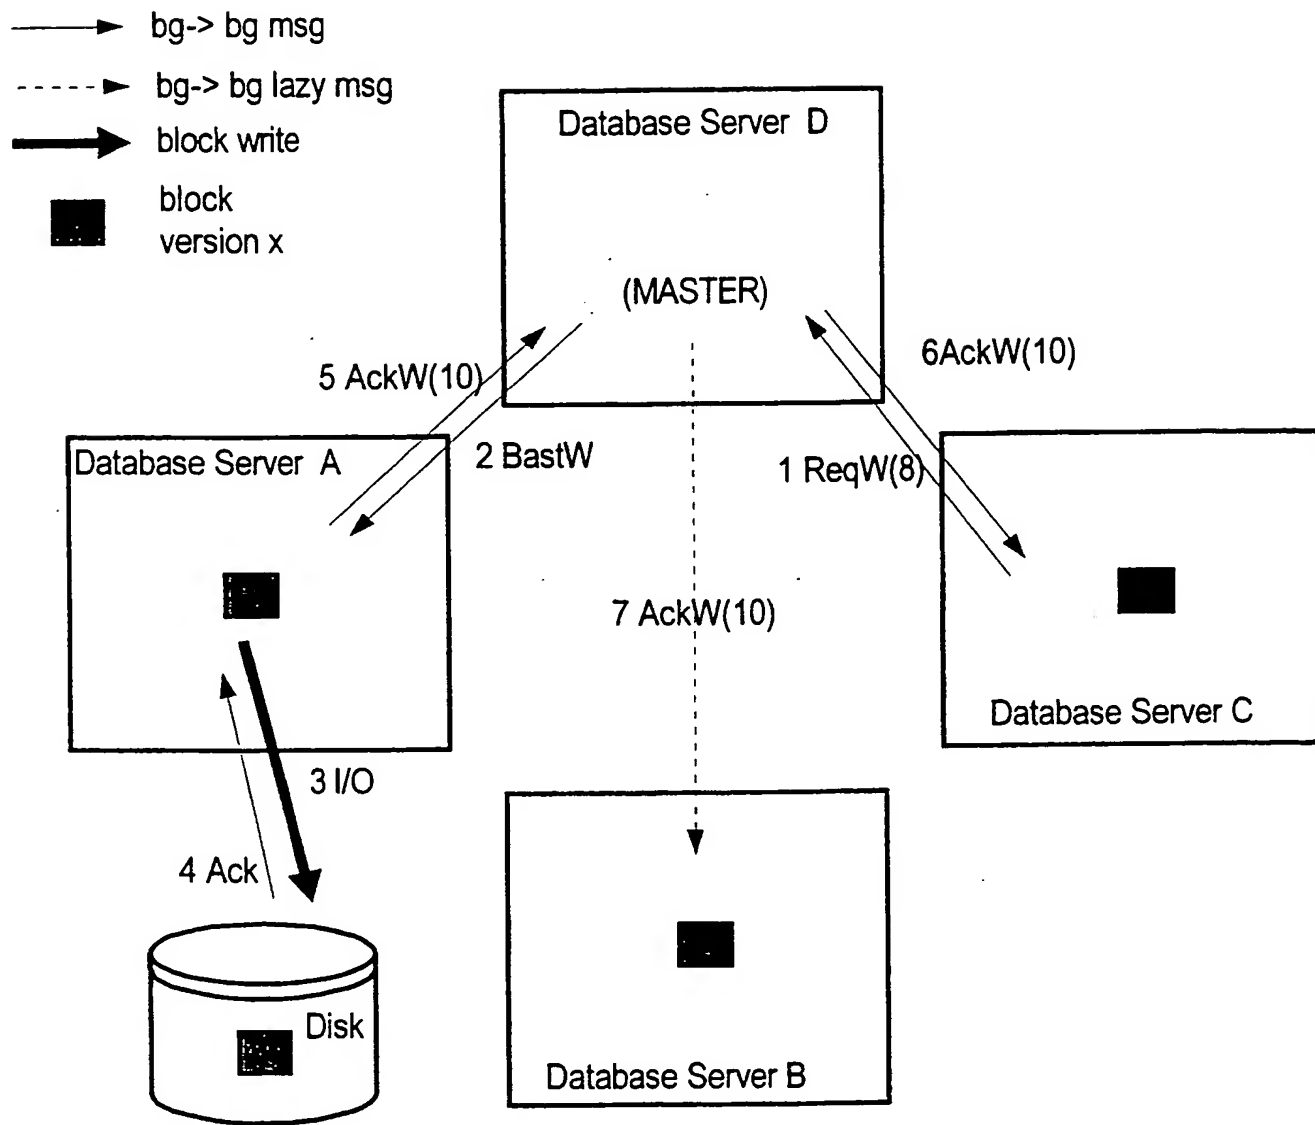 bg-> bg msg
bg-> bg lazy msg
block write
block
version x
Database Server D
(MASTER)
5 AckW(10)
6AckW(10)
2 BastW
1 ReqW(8)
Database Server A
7 AckW(10)
Database Server C
3 I/O
4 Ack
Disk
Database Server B